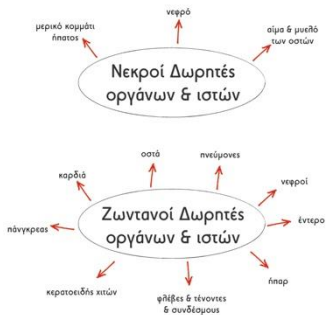 νεφρό
μερικό κομμάτι
ήπατος
αίμα & μυελό
των οστών
Νεκροί Δωρητές
οργάνων & ιστών
οστά
πνεύμονες
καρδιά
νεφροί
Ζωντανοί Δωρητές
οργάνων & ιστών
έντερο
πάνγκρεας
ήπαρ
κερατοειδής χιτών
φλέβες & τένοντες
& συνδέσμους